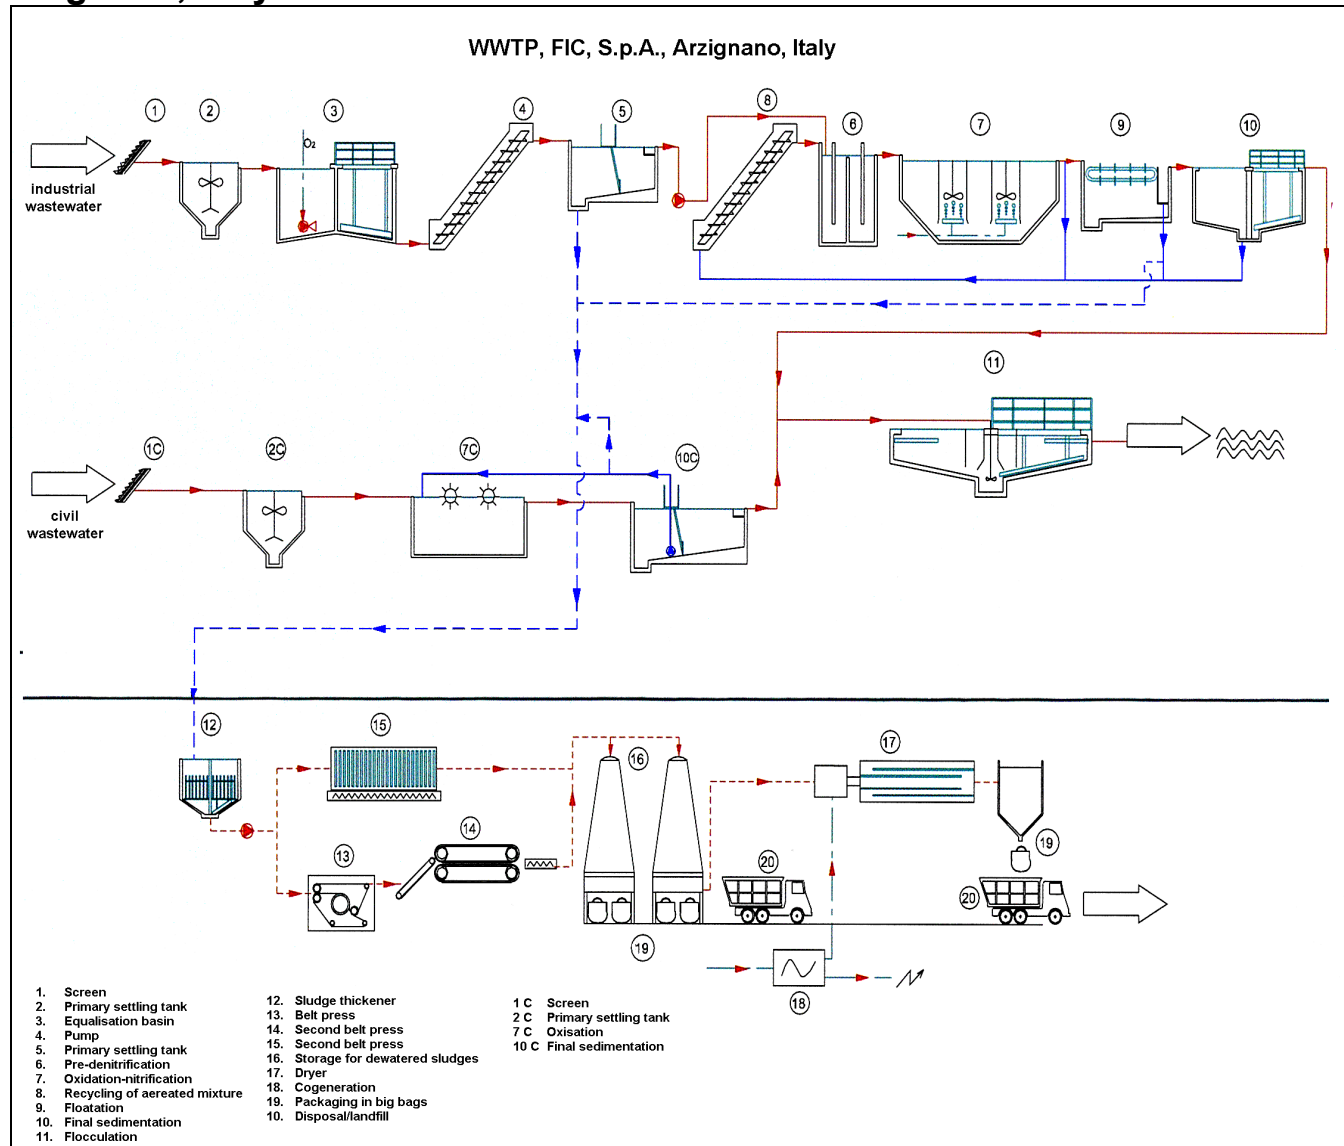 WWTP, FIC, S.p.A., Arzignano, Italy
1
2
3
4
5
8
6
7
9
10
O₂
industrial
wastewater
11
1C
2C
7C
10C
civil
wastewater
12
15
16
17
14
13
20
19
19
20
18
1. Screen
2. Primary settling tank
3. Equalisation basin
4. Pump
5. Primary settling tank
6. Pre-denitrification
7. Oxidation-nitrification
8. Recycling of aereated mixture
9. Floatation
10. Final sedimentation
11. Flocculation
12. Sludge thickener
13. Belt press
14. Second belt press
15. Second belt press
16. Storage for dewatered sludges
17. Dryer
18. Cogeneration
19. Packaging in big bags
10. Disposal/landfill
1 C Screen
2 C Primary settling tank
7 C Oxisation
10 C Final sedimentation